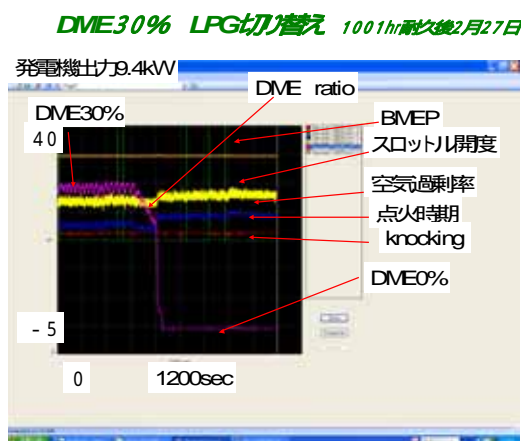 DME30% LPG切り替え 1001hr耐久後2月27日
発電機出力9.4kW
DME ratio
DME30%
BMEP
40
スロットル開度
空気過剰率
点火時期
knocking
DME0%
-5
0 1200sec